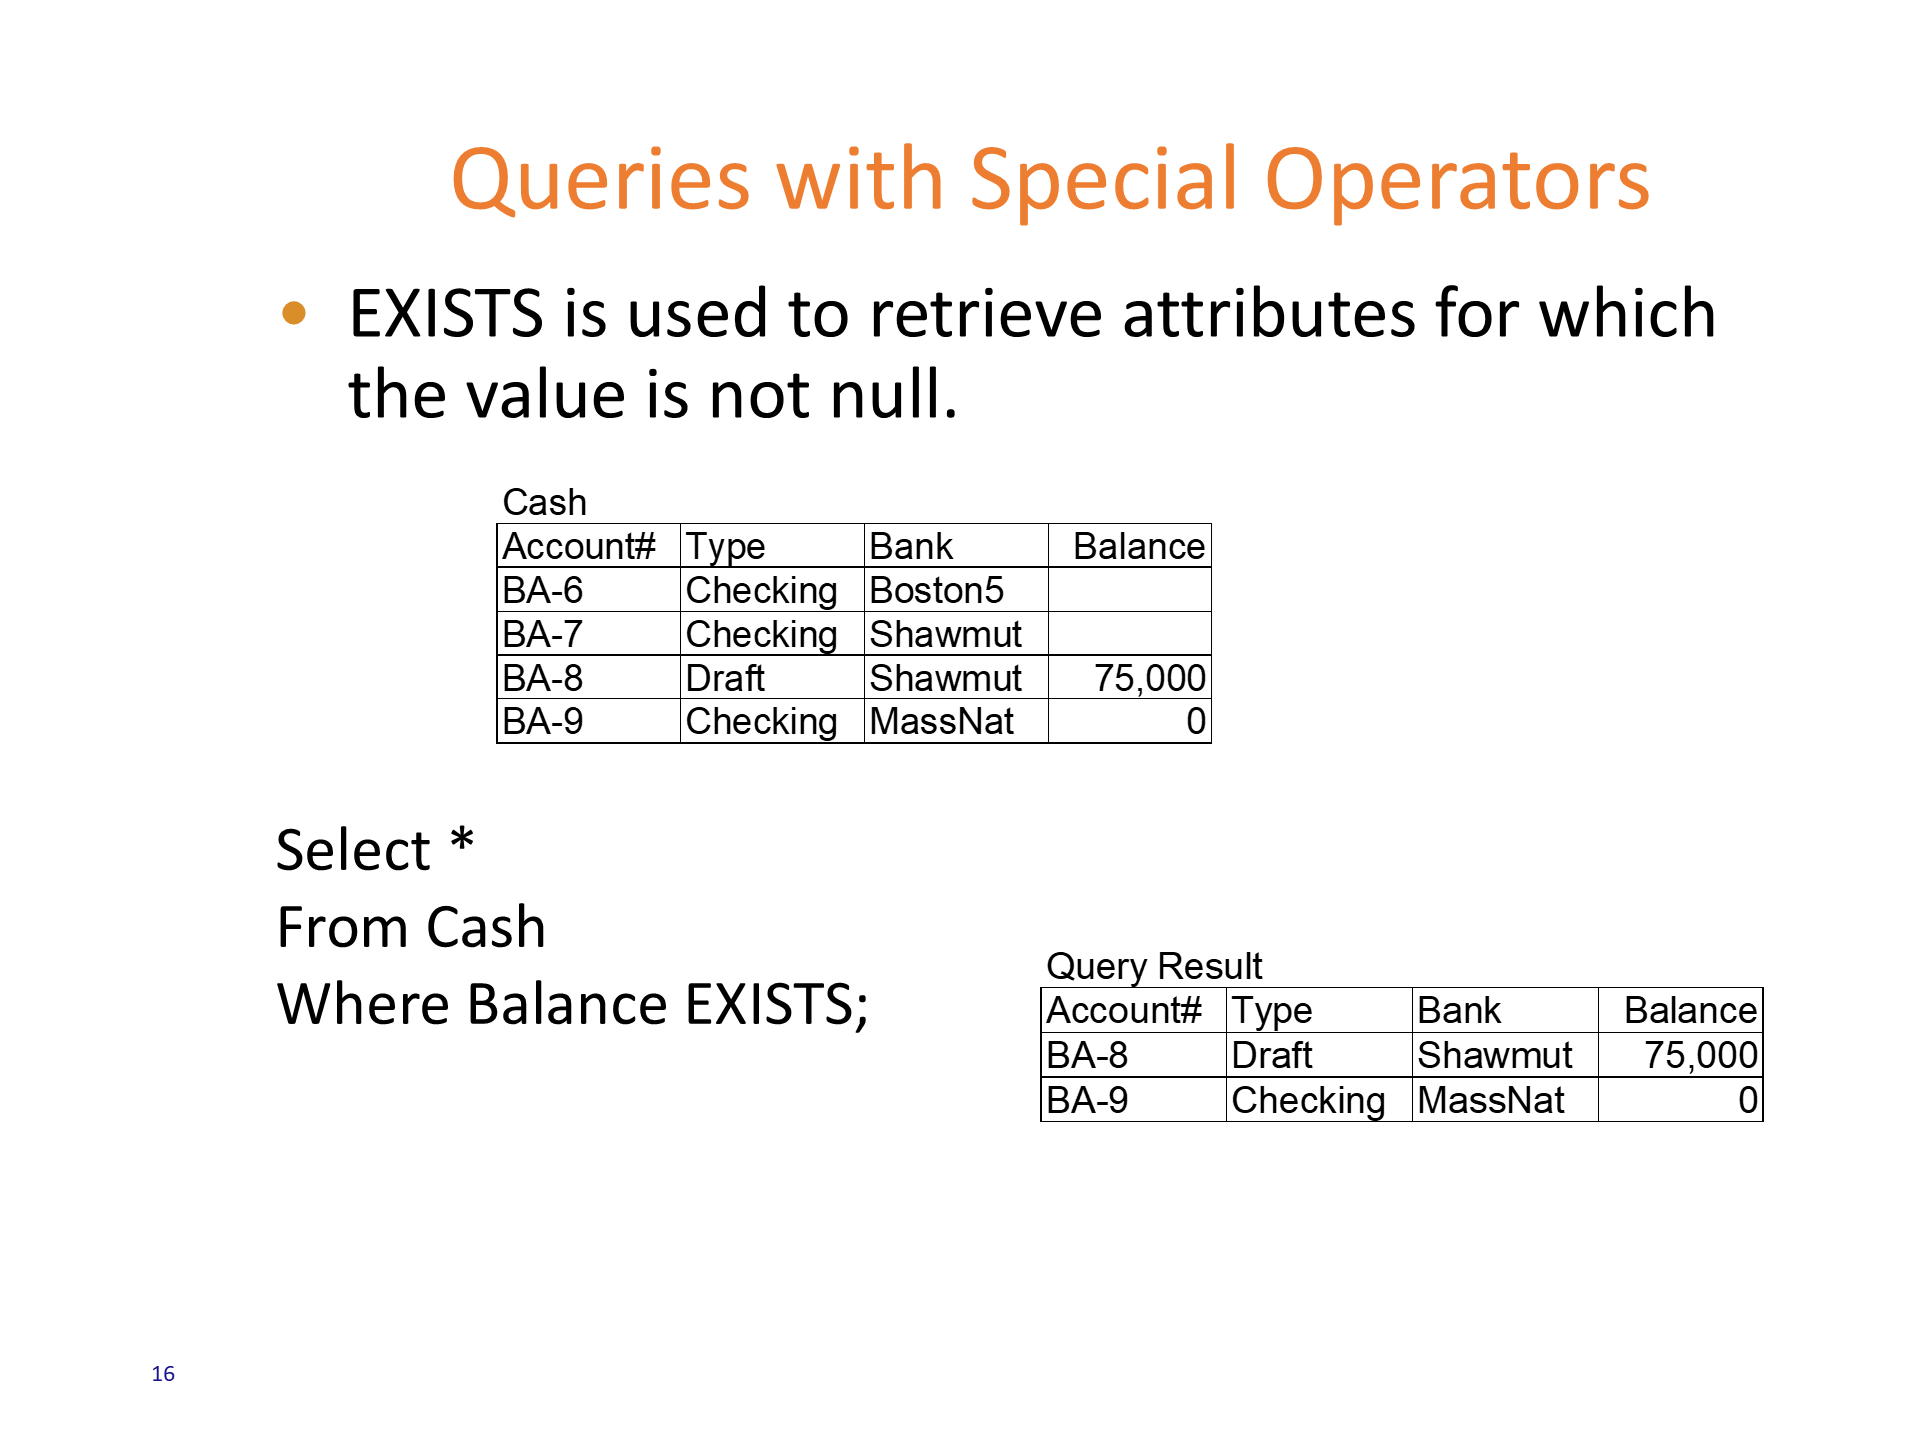 Queries with Special Operators
• EXISTS is used to retrieve attributes for which
the value is not null.
Cash
Account# Type Bank Balance
BA-6 Checking Boston5
BA-7 Checking Shawmut
BA-8 Draft Shawmut 75,000
BA-9 Checking MassNat 0
Select *
From Cash
Where Balance EXISTS;
Query Result
Account# Type Bank Balance
BA-8 Draft Shawmut 75,000
BA-9 Checking MassNat 0
16